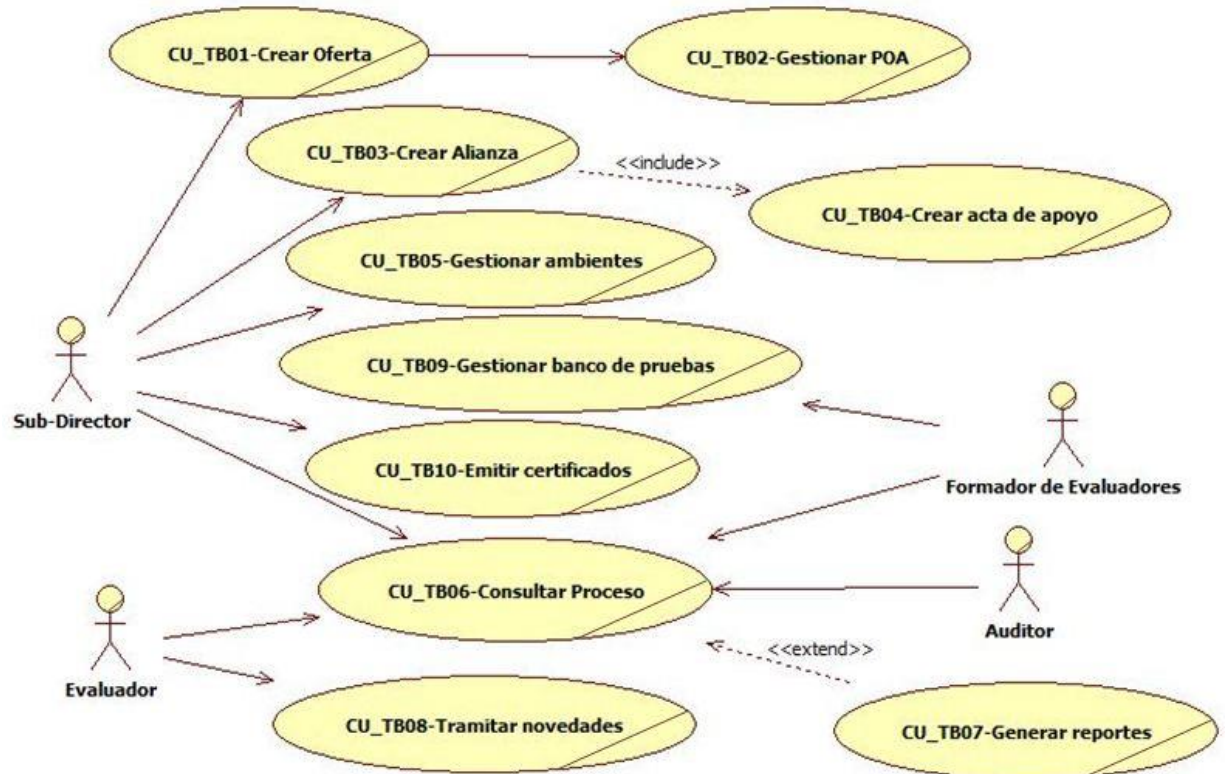 CU_TB01-Crear Oferta
CU_TB02-Gestionar POA
CU_TB03-Crear Alianza
<<include>>
CU_TB04-Crear acta de apoyo
CU_TB05-Gestionar ambientes
CU_TB09-Gestionar banco de pruebas
Sub-Director
CU_TB10-Emitir certificados
Formador de Evaluadores
CU_TB06-Consultar Proceso
Auditor
<<extend>>
Evaluador
CU_TB08-Tramitar novedades
CU_TB07-Generar reportes